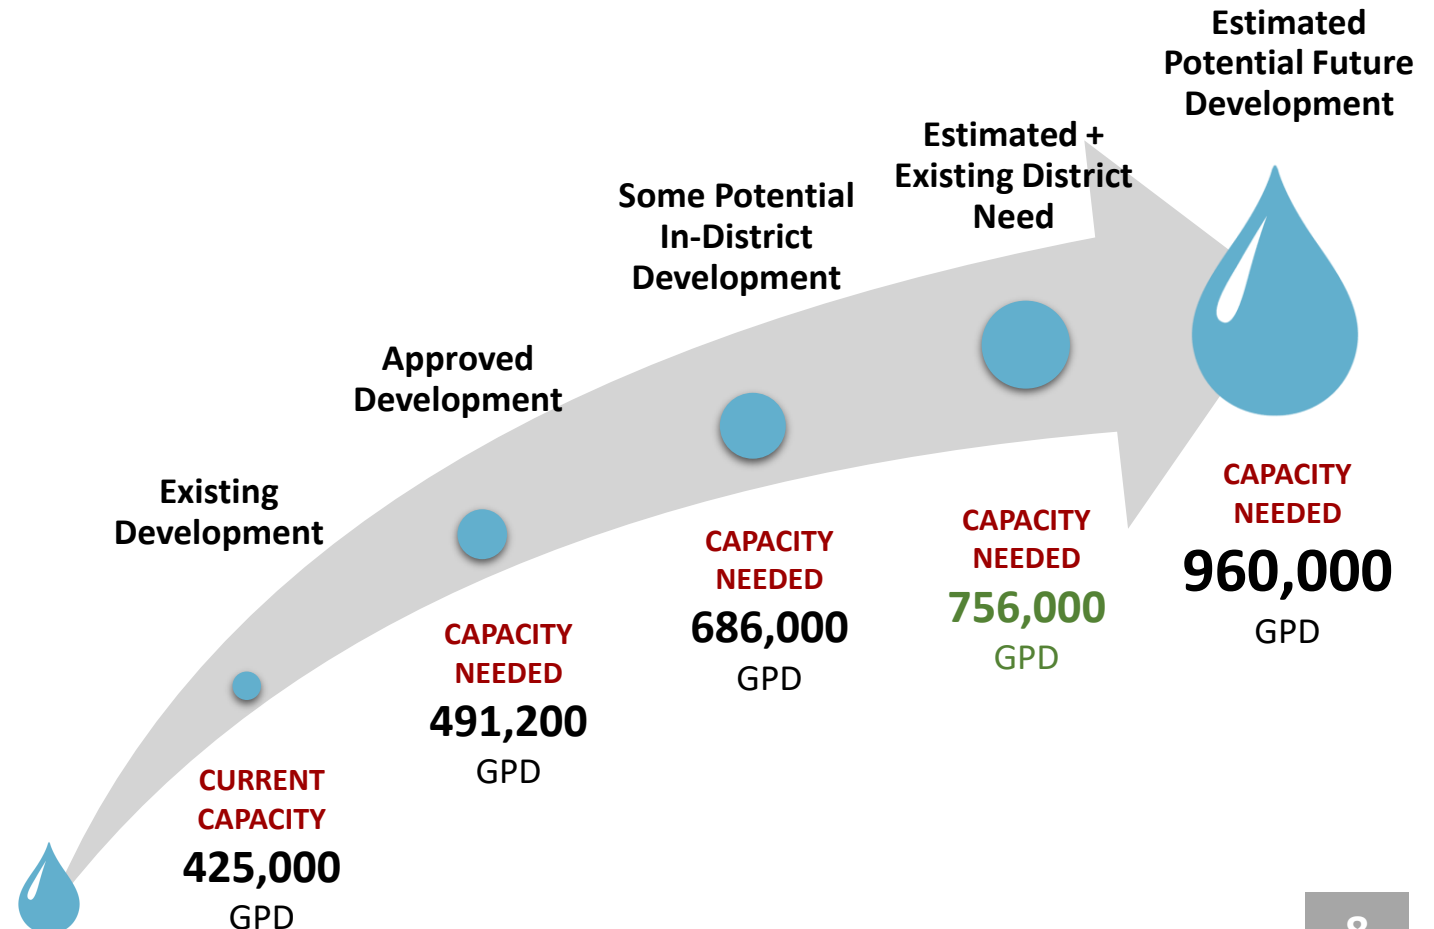 Existing
Development
CURRENT
CAPACITY
425,000
GPD
Approved
Development
CAPACITY
NEEDED
491,200
GPD
Some Potential
In-District
Development
CAPACITY
NEEDED
686,000
GPD
Estimated +
Existing District
Need
CAPACITY
NEEDED
756,000
GPD
Estimated
Potential Future
Development
CAPACITY
NEEDED
960,000
GPD
8